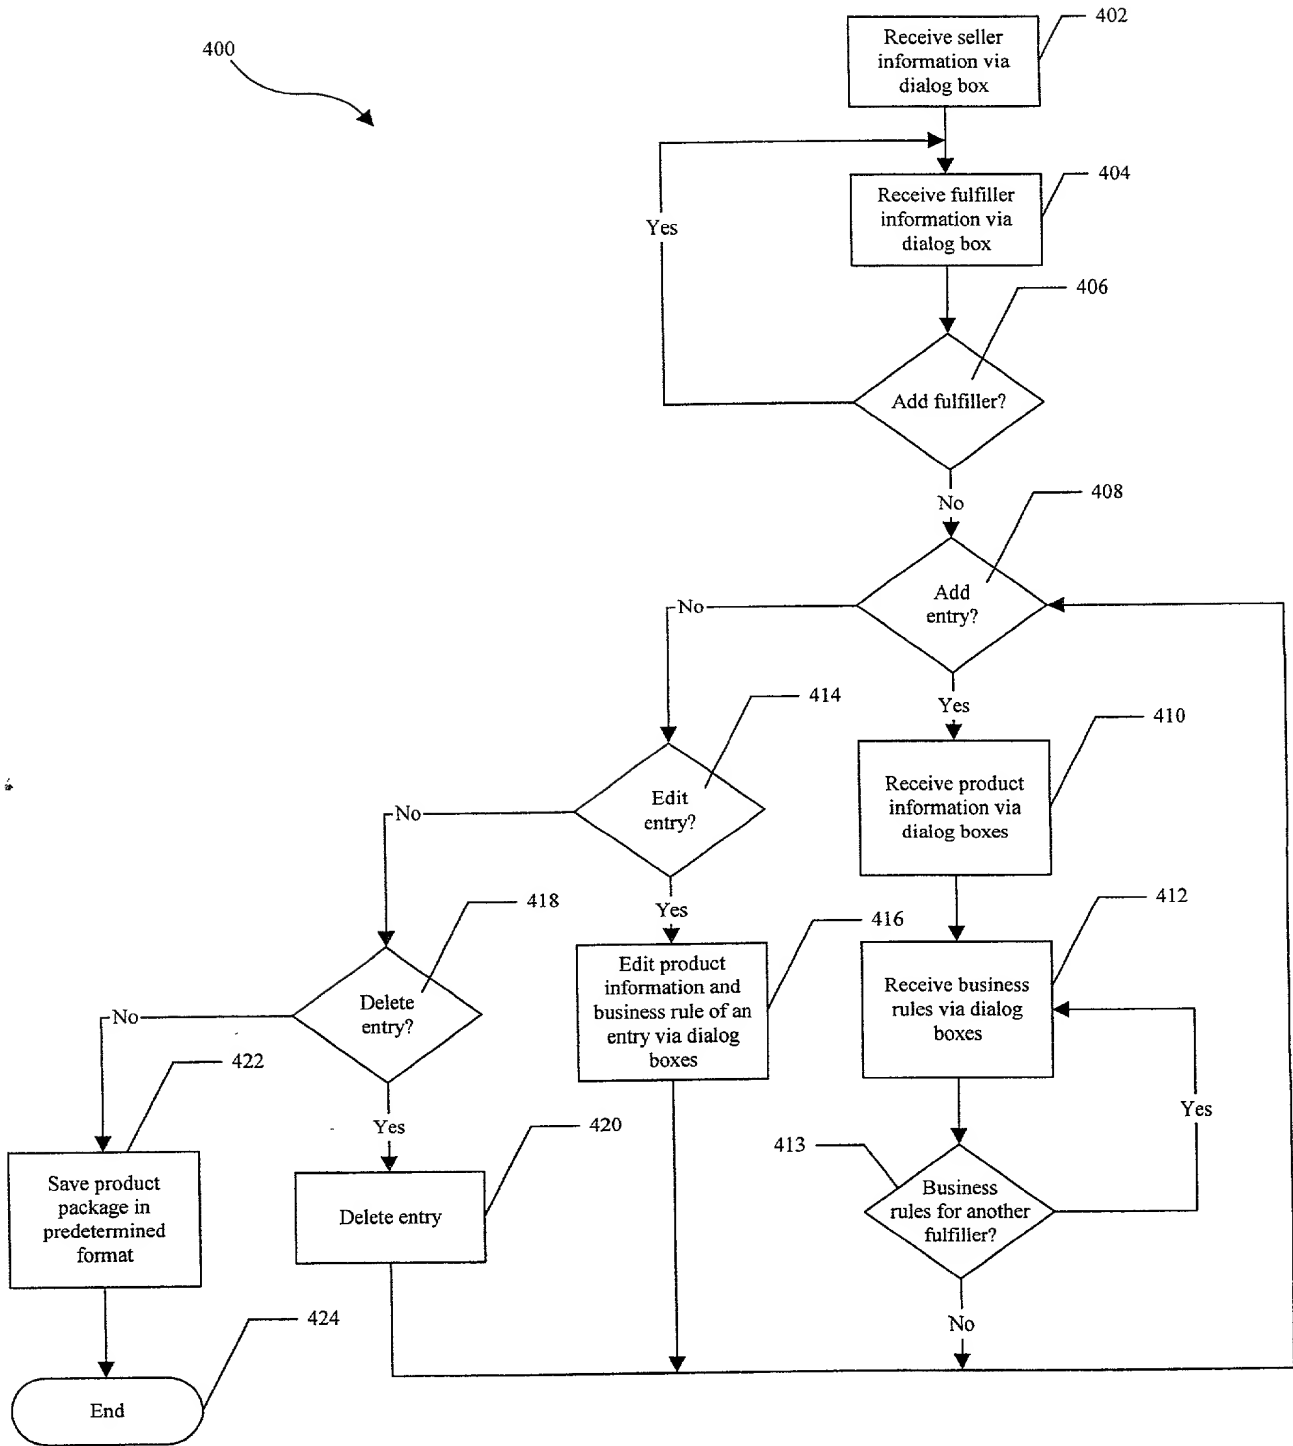 400
402
Receive seller
information via
dialog box
404
Receive fulfiller
information via
dialog box
Yes
406
Add fulfiller?
No
408
Add
entry?
No
Yes
410
Receive product
information via
dialog boxes
414
Edit
entry?
No
Yes
412
Receive business
rules via dialog
boxes
416
Edit product
information and
business rule of an
entry via dialog
boxes
418
Delete
entry?
No
Yes
422
Save product
package in
predetermined
format
420
Delete entry
413
Business
rules for another
fulfiller?
Yes
No
424
End